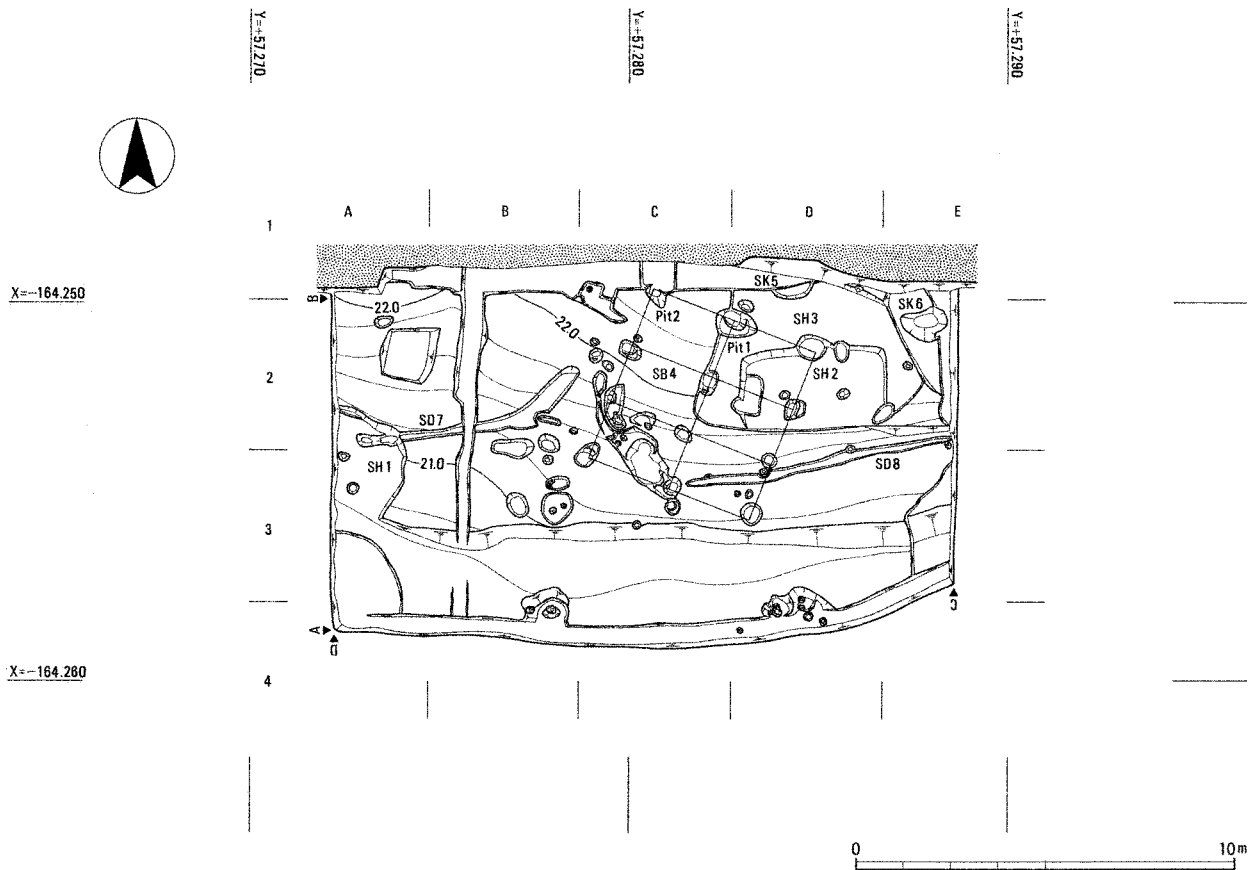 Y=+57.270
Y=+57.280
Y=+57.290
A B C D E
1
X=-164.250
B
22.0
22.0
Pit2
SK5
SK6
SH3
Pit1
2
SB4
SH2
SD7
SH1
21.0
SD8
3
C
A
D
X=-164.260
4
0 10m